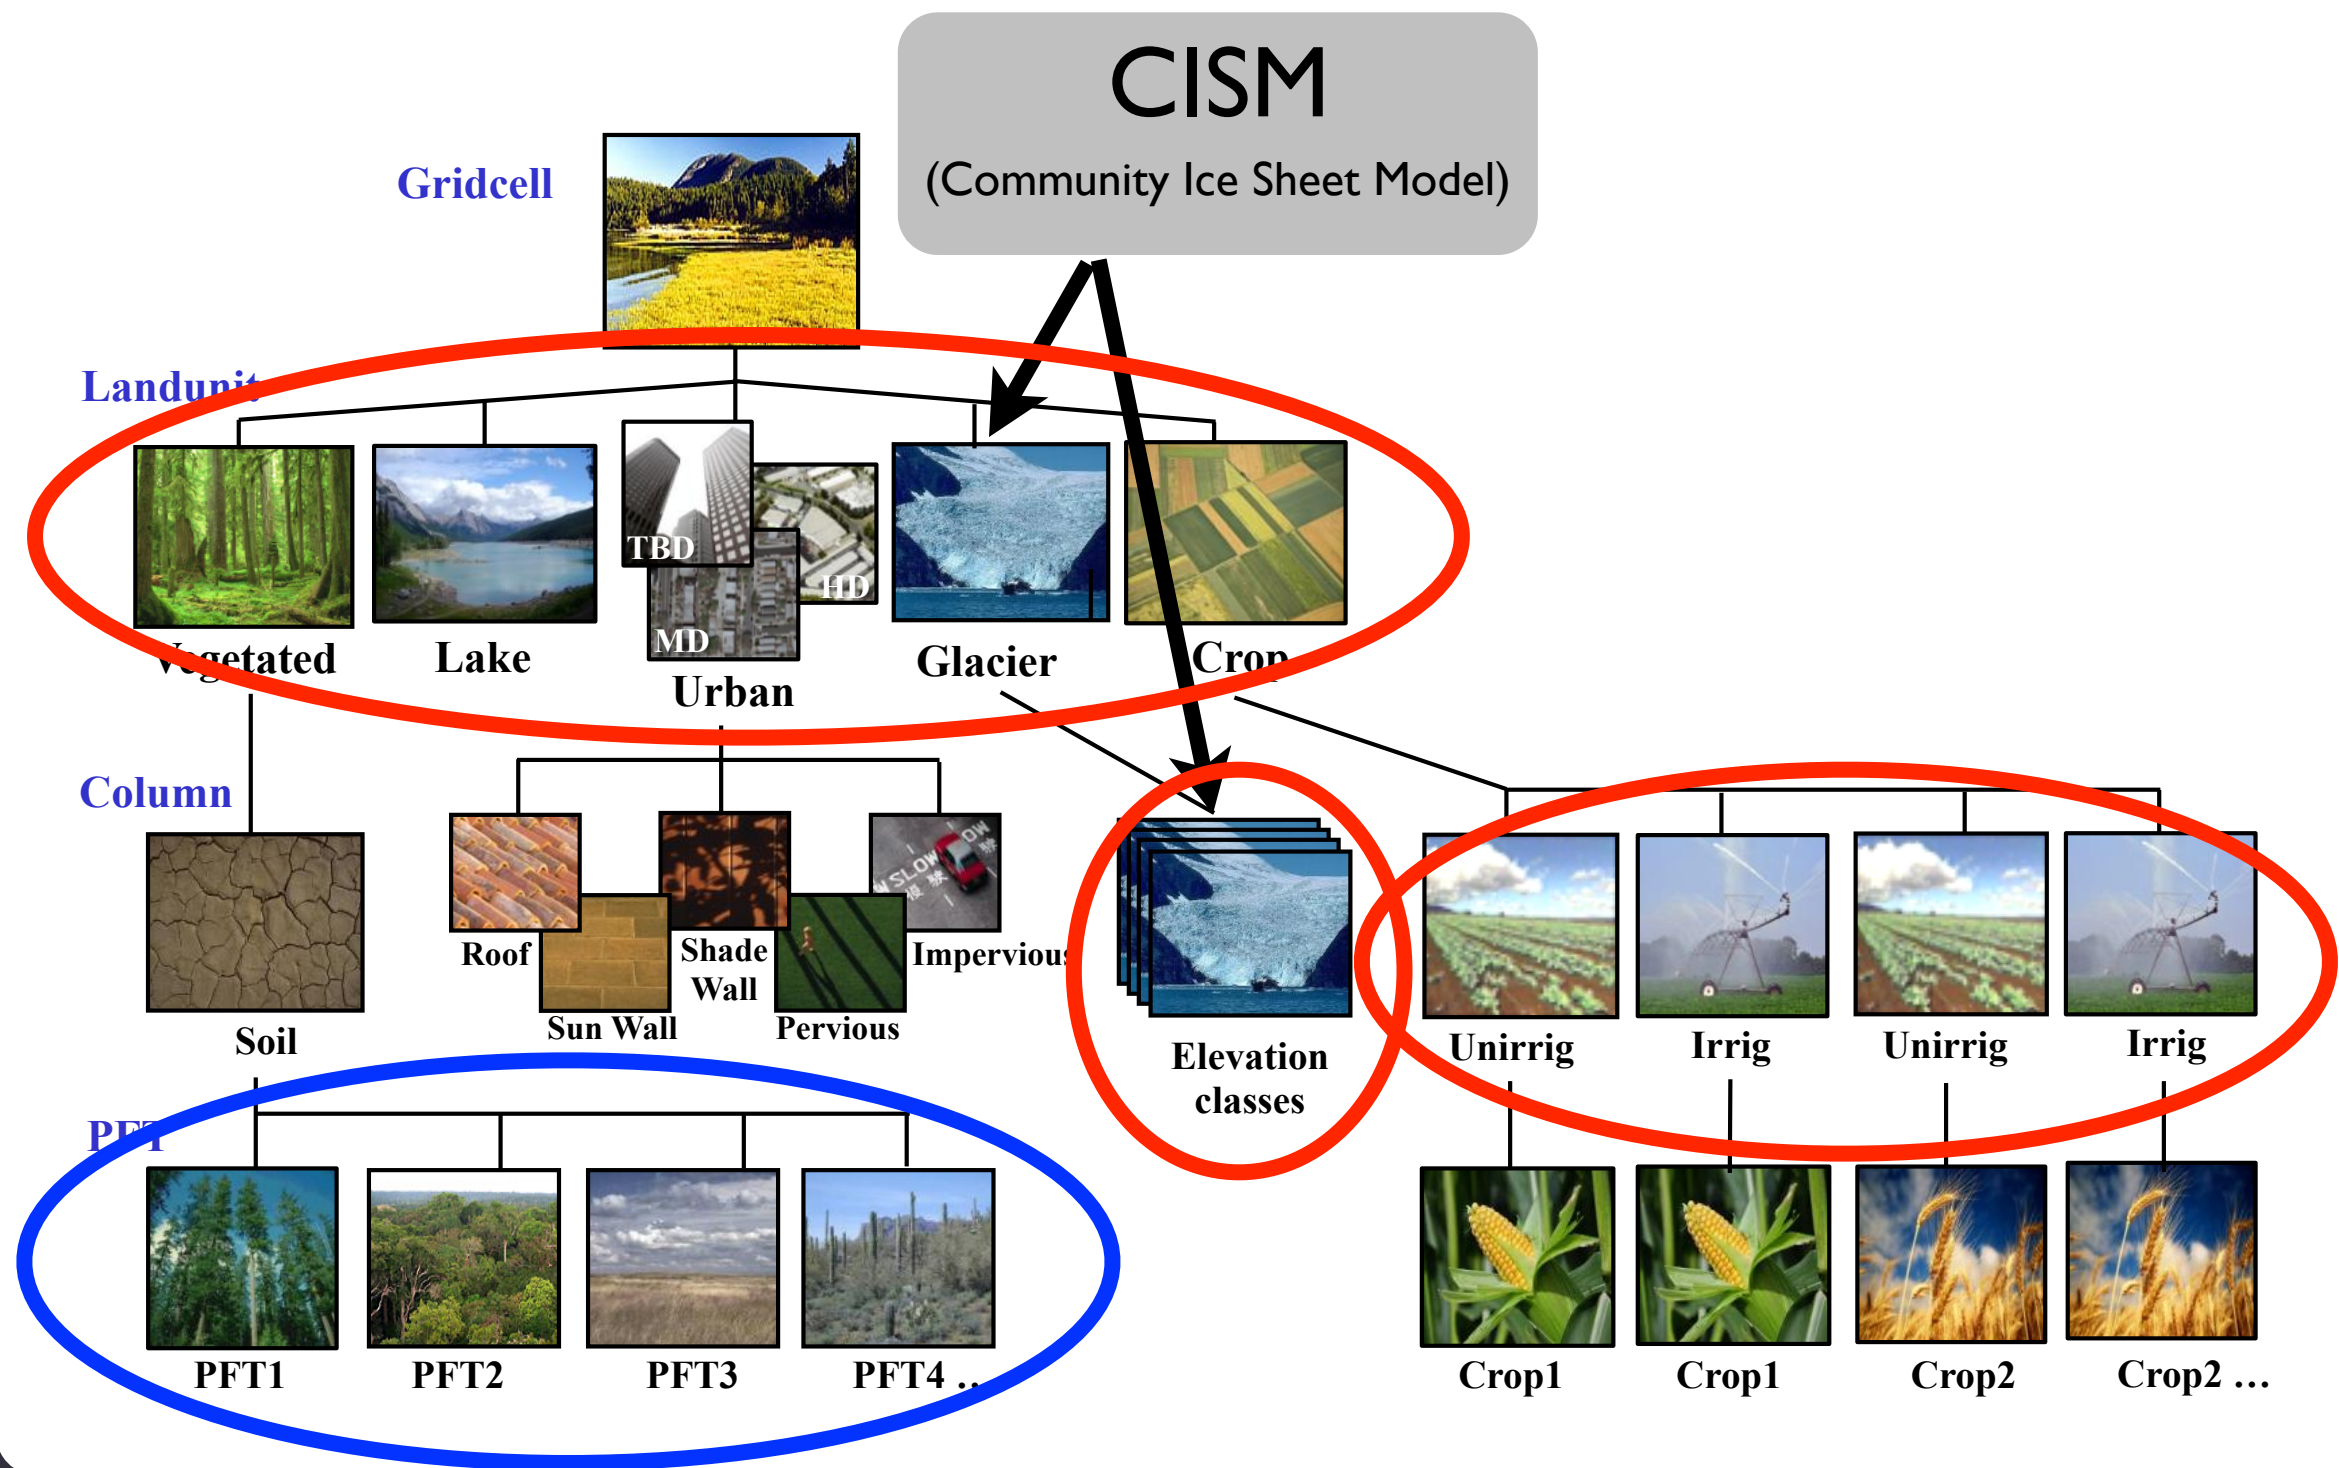 CISM
(Community Ice Sheet Model)
Gridcell
Landunit
TBD
HD
MD
Vegetated
Lake
Urban
Glacier
Crop
Column
SLOW
Roof
Shade
Wall
Impervious
Sun Wall
Pervious
Soil
Elevation
classes
Unirrig
Irrig
Unirrig
Irrig
PFT
PFT1
PFT2
PFT3
PFT4 ...
Crop1
Crop1
Crop2
Crop2 ...